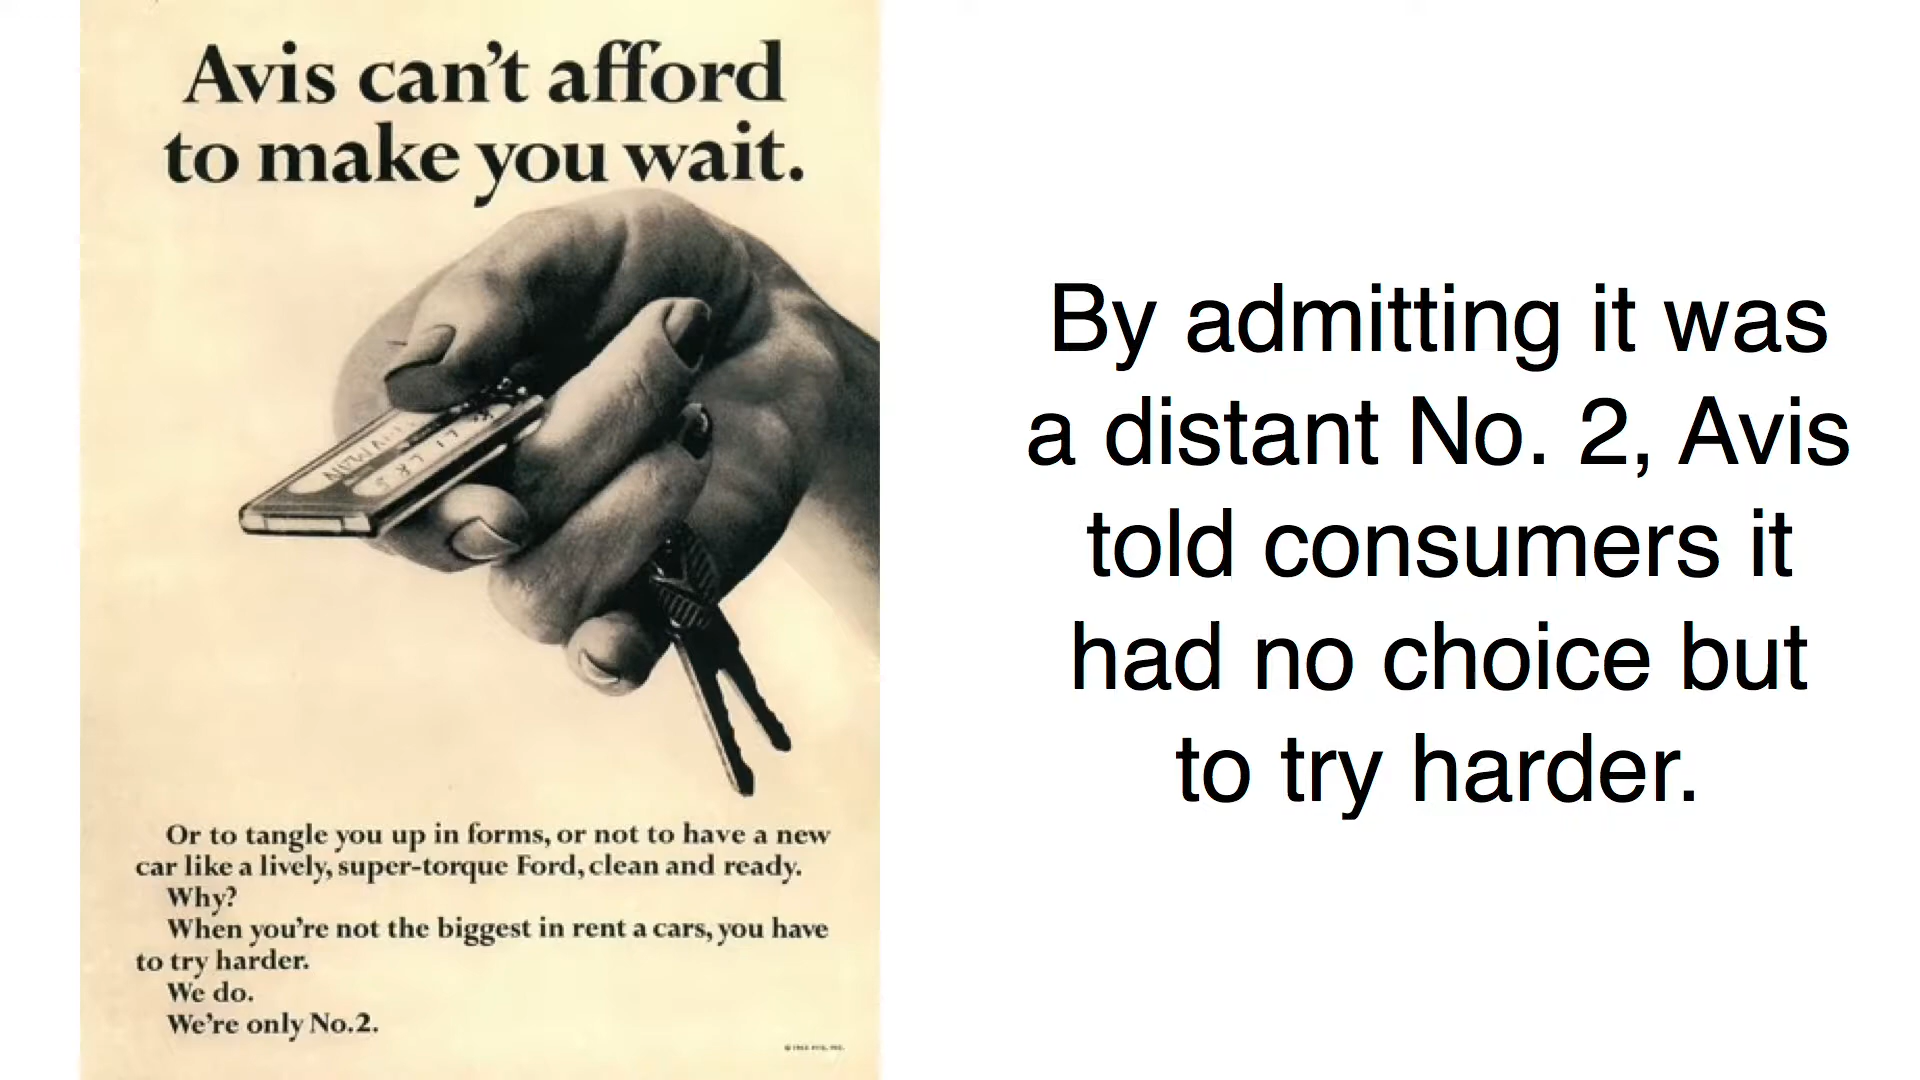 Avis can't afford
to make you wait.
Or to tangle you up in forms, or not to have a new
car like a lively, super-torque Ford, clean and ready.
Why?
When you're not the biggest in rent a cars, you have
to try harder.
We do.
We're only No.2.
By admitting it was
a distant No. 2, Avis
told consumers it
had no choice but
to try harder.